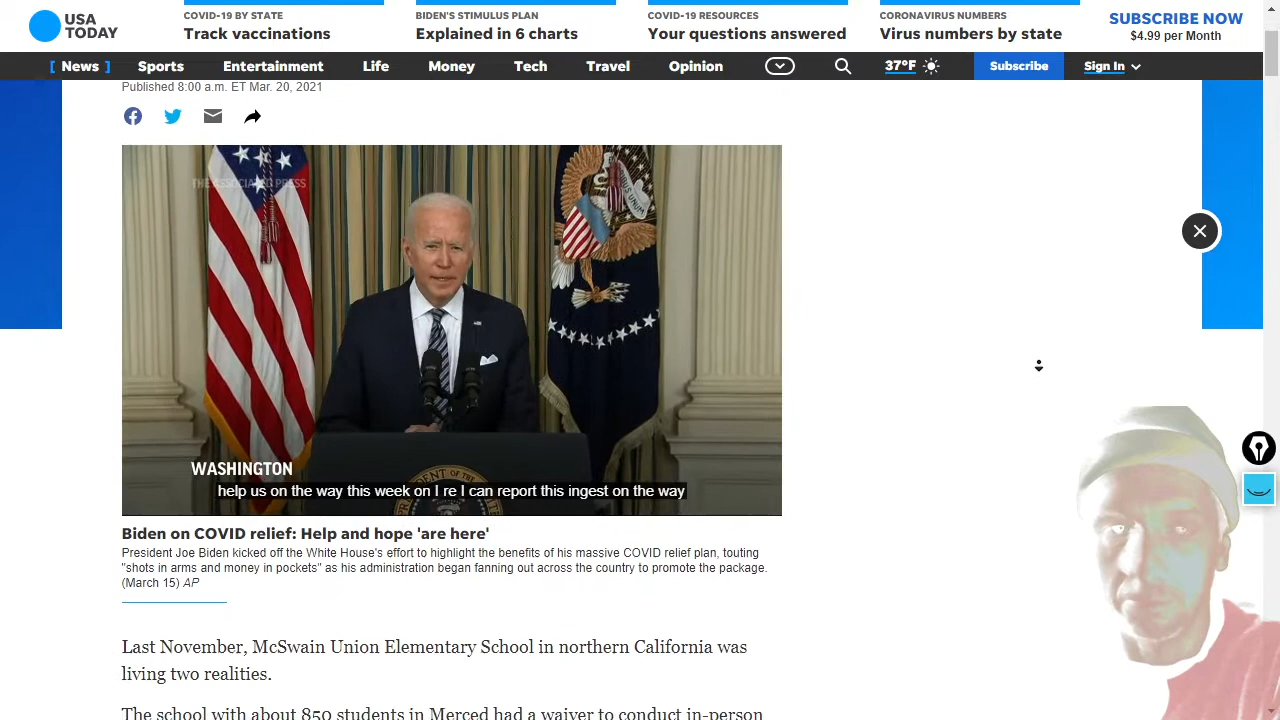 USA
TODAY
COVID-19 BY STATE
Track vaccinations
BIDEN'S STIMULUS PLAN
Explained in 6 charts
COVID-19 RESOURCES
Your questions answered
CORONAVIRUS NUMBERS
Virus numbers by state
SUBSCRIBE NOW
$4.99 per Month
[ News ] Sports Entertainment Life Money Tech Travel Opinion 37°F Subscribe Sign In
Published 8:00 a.m. ET Mar. 20, 2021
THE ASSOCIATED PRESS
WASHINGTON
help us on the way this week on I re I can report this ingest on the way
Biden on COVID relief: Help and hope 'are here'
President Joe Biden kicked off the White House's effort to highlight the benefits of his massive COVID relief plan, touting
"shots in arms and money in pockets" as his administration began fanning out across the country to promote the package.
(March 15) AP
Last November, McSwain Union Elementary School in northern California was
living two realities.
The school with about 850 students in Merced had a waiver to conduct in-person